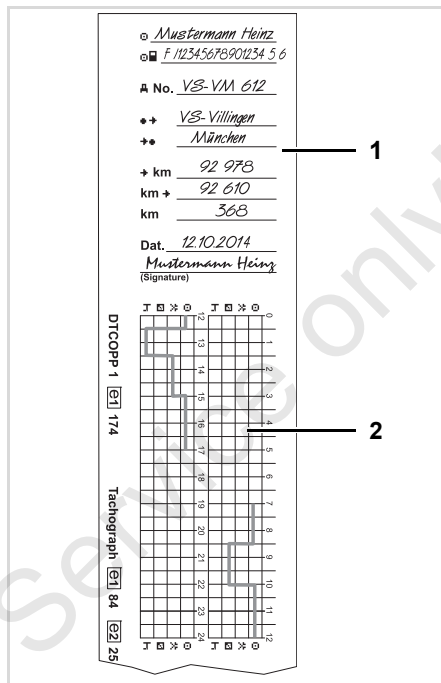 Mustermann Heinz
F /12345678901234 5 6
No. VS-VM 612
VS-Villingen
München
km 92 978
km 92 610
km 368
Dat. 12.10.2014
Mustermann Heinz
(Signature)
1
2
12 13 14 15 16 17 18 19 20 21 22 23 24
0 1 2 3 4 5 6 7 8 9 10 11 12
DTCOPP 1 e1 174 Tachograph e1 84 e2 25
Service only